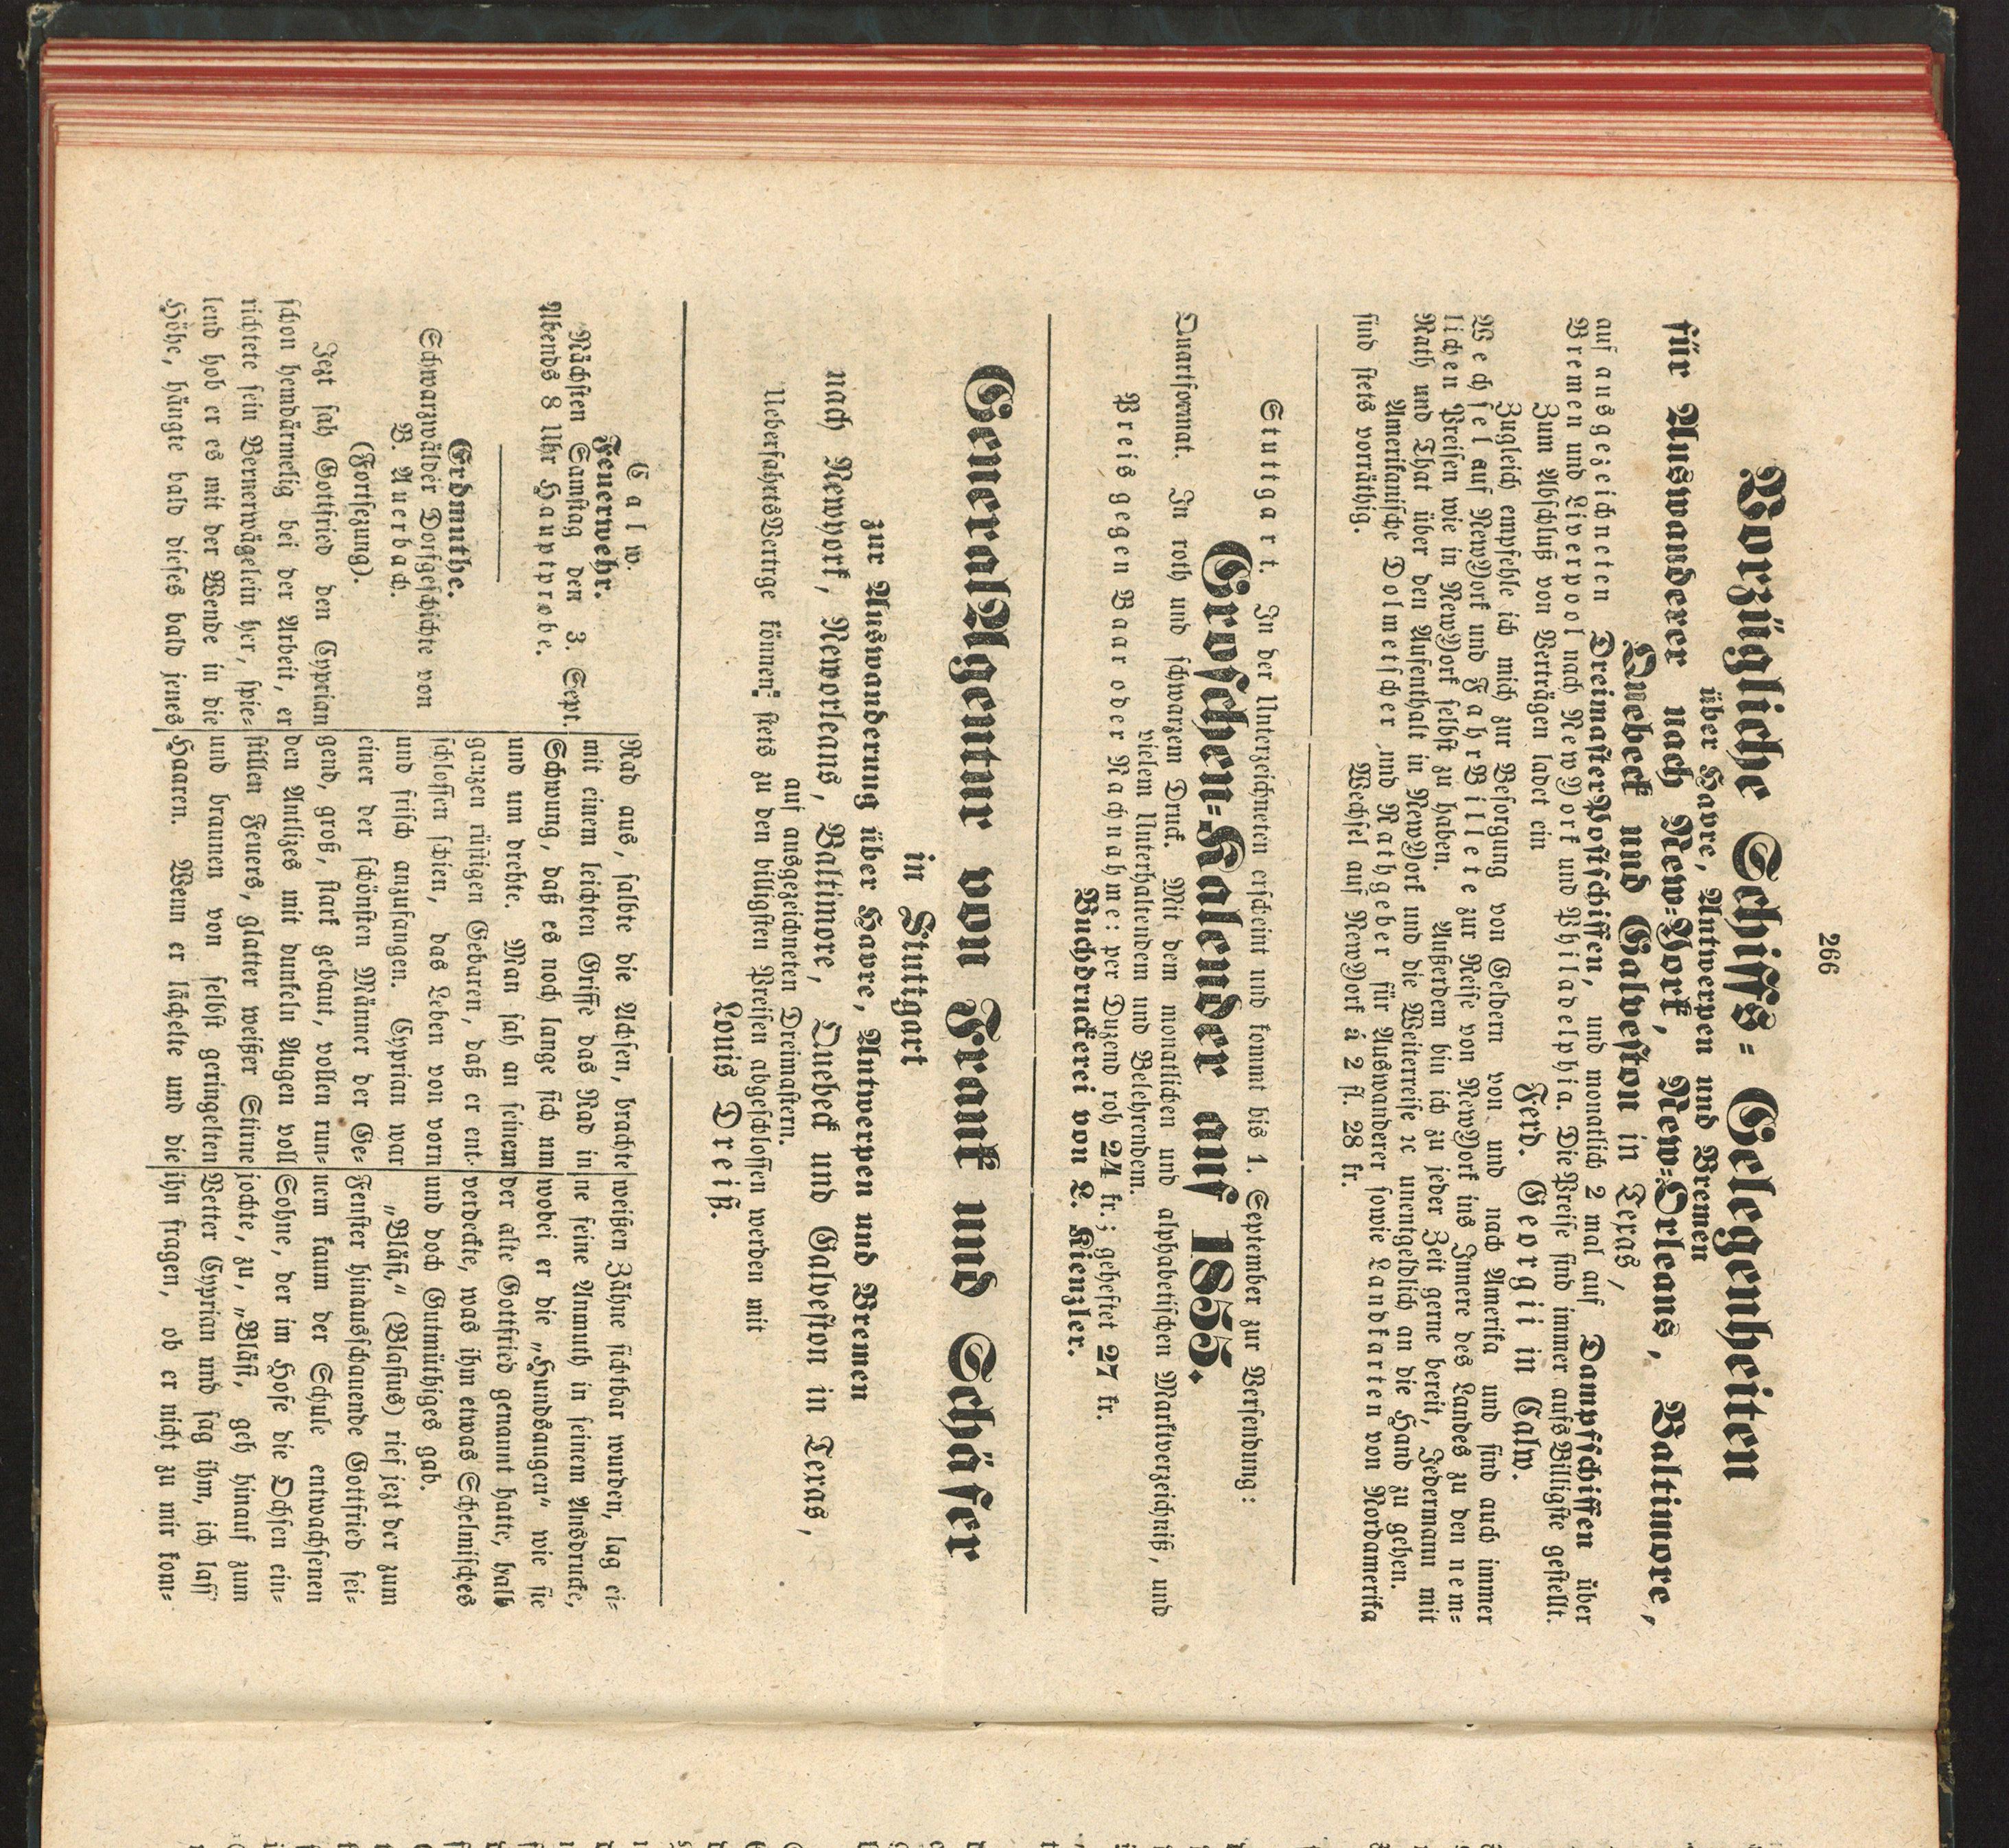 266
Vorzügliche Schiffs-Gelegenheiten
über Havre, Antwerpen und Bremen
für Auswanderer nach New-York, New-Orleans, Baltimore,
Quebeck und Galveston in Texas,
auf ausgezeichneten DreimasterPostschiffen, und monatlich 2 mal auf Dampfschiffen über
Bremen und Liverpool nach NewYork und Philadelphia. Die Preise sind immer aufs Billigste gestellt.
Zum Abschluß von Verträgen ladet ein
Ferd. Georgii in Calw.
Zugleich empfehle ich mich zur Besorgung von Geldern von und nach Amerika und sind auch immer
Wechsel auf NewYork und FahrBillete zur Reise von NewYork ins Innere des Landes zu den nem-
lichen Preisen wie in NewYork selbst zu haben. Außerdem bin ich zu jeder Zeit gerne bereit, Jedermann mit
Rath und That über den Aufenthalt in NewYork und die Weiterreise ꝛc unentgeldlich an die Hand zu gehen.
Amerikanische Dolmetscher und Rathgeber für Auswanderer sowie Landkarten von Nordamerika
sind stets vorräthig. Wechsel auf NewYork à 2 fl. 28 kr.
Stuttgart. In der Unterzeichneten erscheint und kommt bis 1. September zur Versendung:
Groschen-Kalender auf 1855.
Quartformat. In roth und schwarzem Druck. Mit dem monatlichen und alphabetischen Marktverzeichniß, und
vielem Unterhaltendem und Belehrendem.
Preis gegen Baar oder Nachnahme: per Duzend roh 24 kr.; geheftet 27 kr.
Buchdruckerei von L. Kienzler.
GeneralAgentur von Frank und Schäfer
in Stuttgart
zur Auswanderung über Havre, Antwerpen und Bremen
nach Newyork, Neworleans, Baltimore, Quebeck und Galveston in Texas,
auf ausgezeichneten Dreimastern.
UeberfahrtsVertrge können stets zu den billigsten Preisen abgeschlossen werden mit
Louis Dreiß.
Calw.
Feuerwehr.
Nächsten Samstag den 3. Sept.
Abends 8 Uhr Hauptprobe.
Erdmuthe.
Schwarzwälder Dorfgeschichte von
B. Auerbach.
(Fortsezung).
Jezt sah Gottfried den Cyprian
schon hemdärmelig bei der Arbeit, er
richtete sein Bernerwägelein her, spie-
lend hob er es mit der Wende in die
Höhe, hängte bald dieses bald jenes
Rad aus, salbte die Achsen, brachte
mit einem leichten Griffe das Rad in
Schwung, daß es noch lange sich um
und um drehte. Man sah an seinem
ganzen rüstigen Gebaren, daß er ent-
schlossen schien, das Leben von vorn
und frisch anzufangen. Cyprian war
einer der schönsten Männer der Ge-
gend, groß, stark gebaut, vollen run-
den Antlizes mit dunkeln Augen voll
stillen Feuers, glatter weißer Stirne
und braunen von selbst geringelten
Haaren. Wenn er lächelte und die
weißen Zähne sichtbar wurden, lag ei-
ne feine Anmuth in seinem Ausdrucke,
wobei er die „Hundsaugen“ wie sie
der alte Gottfried genannt hatte, halb
verdeckte, was ihm etwas Schelmisches
und doch Gutmüthiges gab.
„Bläsi,“ (Blasius) rief jezt der zum
Fenster hinausschauende Gottfried sei-
nem kaum der Schule entwachsenen
Sohne, der im Hofe die Ochsen ein-
jochte, zu, „Bläsi, geh hinauf zum
Vetter Cyprian und sag ihm, ich lass'
ihn fragen, ob er nicht zu mir kom-